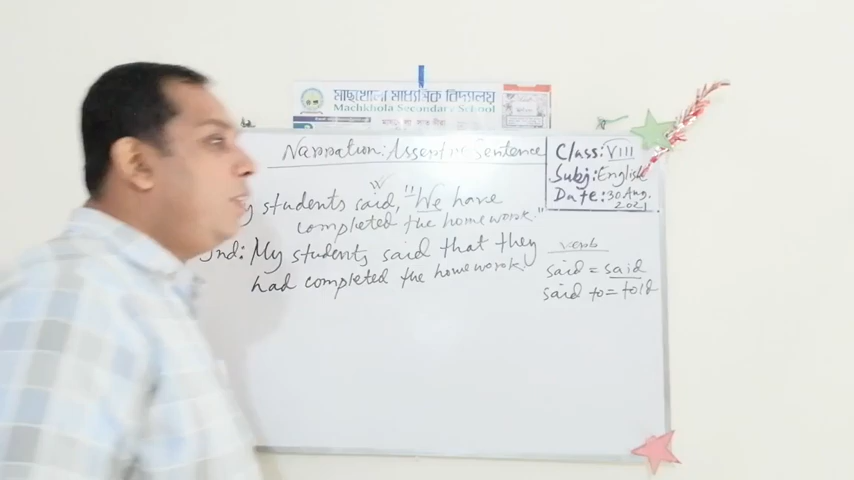 মাছখোলা মাধ্যমিক বিদ্যালয়
Machkhola Secondary School
Narration: Assertive Sentence
Class: VIII
Subj: English
Date: 30 Aug. 2021
students said, "We have
completed the homework."
Ind: My students said that they
had completed the homework.
verb
said = said
said to = told